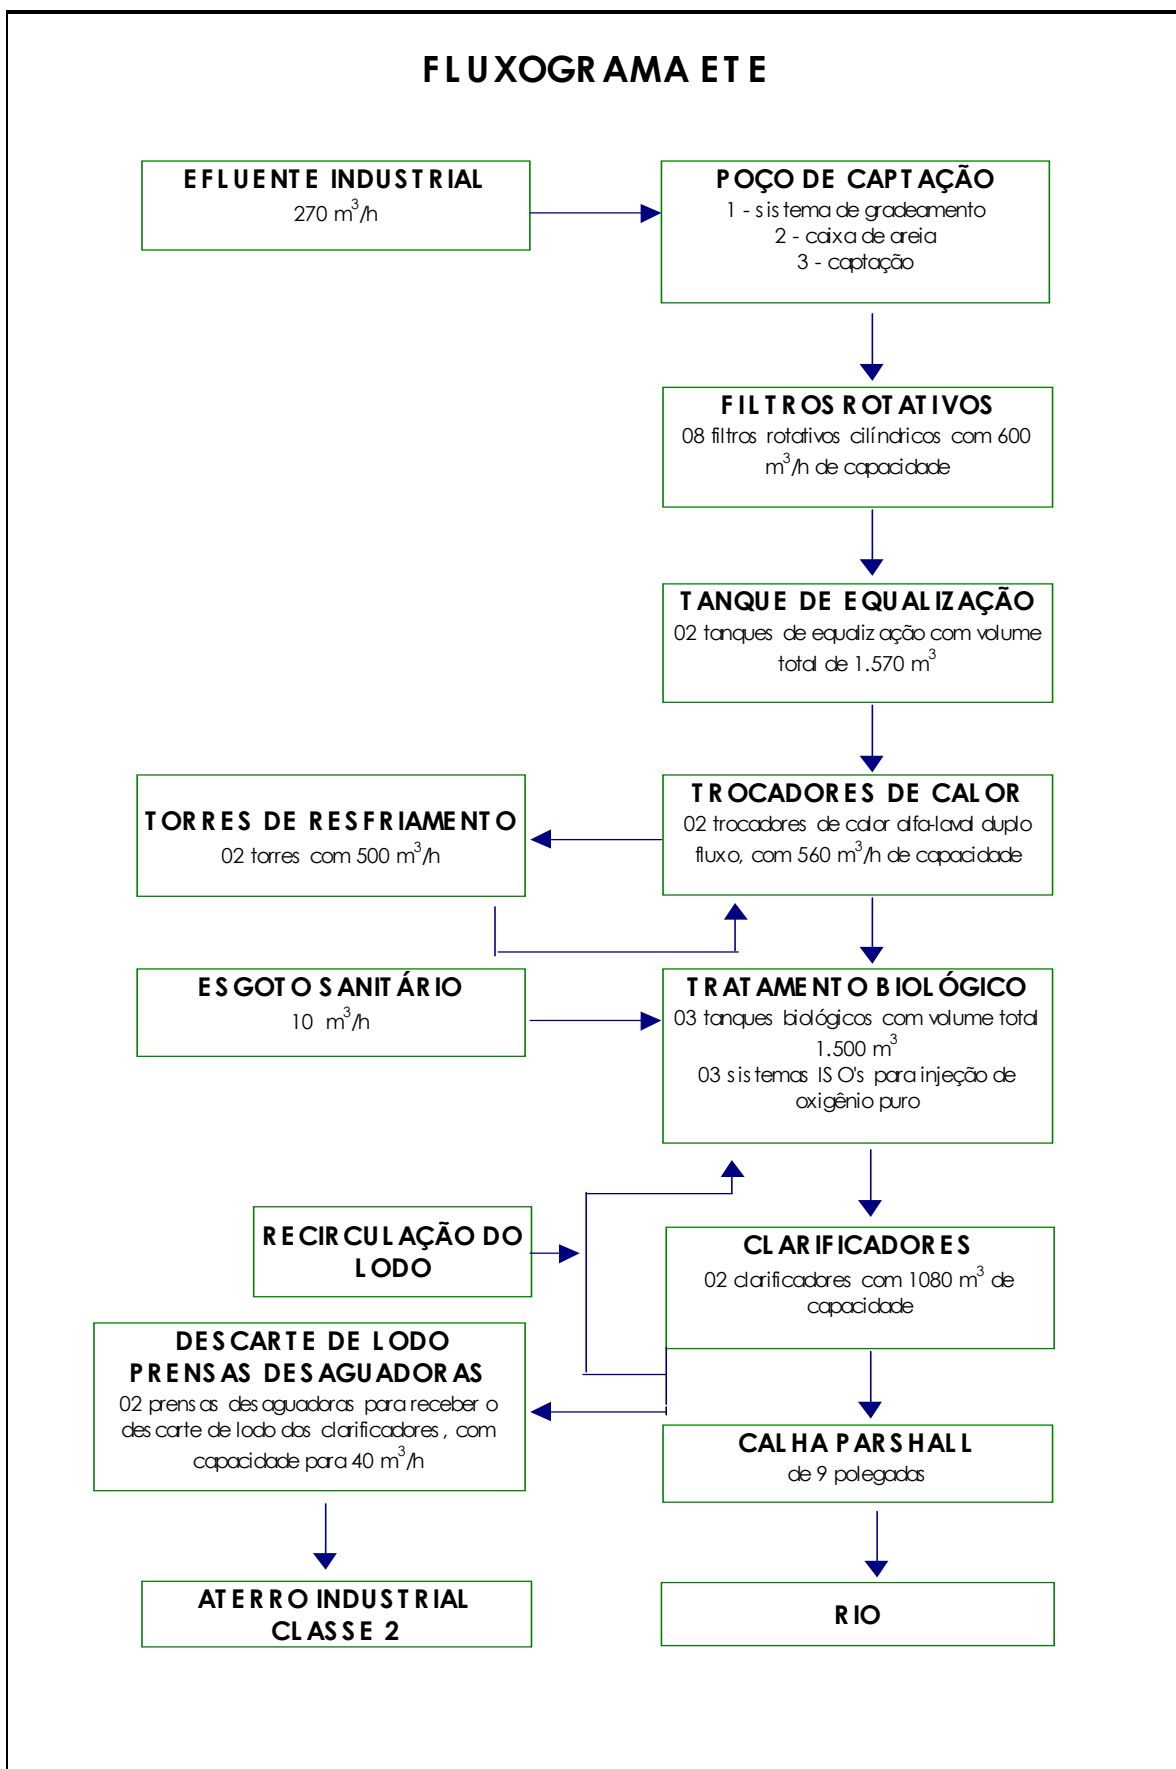 FLUXOGRAMA ETE
EFLUENTE INDUSTRIAL
270 m³/h
POÇO DE CAPTAÇÃO
1 - sistema de gradeamento
2 - caixa de areia
3 - captação
FILTROS ROTATIVOS
08 filtros rotativos cilíndricos com 600
m³/h de capacidade
TANQUE DE EQUALIZAÇÃO
02 tanques de equalização com volume
total de 1.570 m³
TORRES DE RESFRIAMENTO
02 torres com 500 m³/h
TROCADORES DE CALOR
02 trocadores de calor alfa-laval duplo
fluxo, com 560 m³/h de capacidade
ESGOTO SANITÁRIO
10 m³/h
TRATAMENTO BIOLÓGICO
03 tanques biológicos com volume total
1.500 m³
03 sistemas ISO's para injeção de
oxigênio puro
RECIRCULAÇÃO DO
LODO
CLARIFICADORES
02 clarificadores com 1080 m³ de
capacidade
DESCARTE DE LODO
PRENSAS DESAGUADORAS
02 prensas desaguadoras para receber o
descarte de lodo dos clarificadores, com
capacidade para 40 m³/h
CALHA PARSHALL
de 9 polegadas
ATERRO INDUSTRIAL
CLASSE 2
RIO